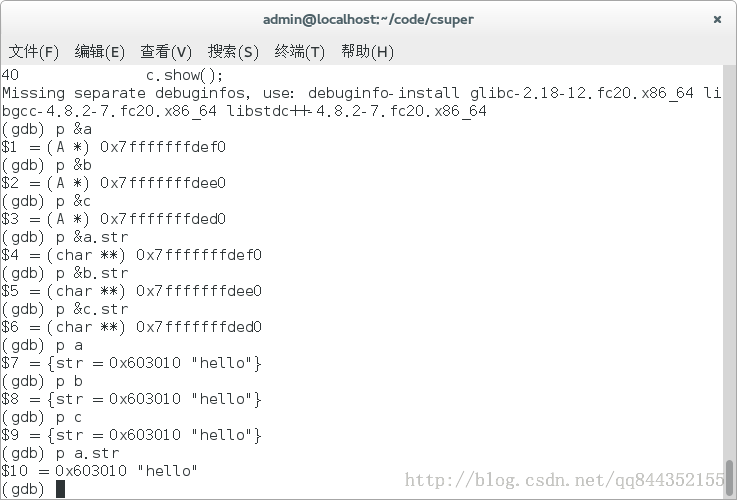 admin@localhost:~/code/csuper
×
文件(F) 编辑(E) 查看(V) 搜索(S) 终端(T) 帮助(H)
40 c.show();
Missing separate debuginfos, use: debuginfo-install glibc-2.18-12.fc20.x86_64 li
bgcc-4.8.2-7.fc20.x86_64 libstdc++-4.8.2-7.fc20.x86_64
(gdb) p &a
$1 = (A *) 0x7fffffffdef0
(gdb) p &b
$2 = (A *) 0x7fffffffdee0
(gdb) p &c
$3 = (A *) 0x7fffffffded0
(gdb) p &a.str
$4 = (char **) 0x7fffffffdef0
(gdb) p &b.str
$5 = (char **) 0x7fffffffdee0
(gdb) p &c.str
$6 = (char **) 0x7fffffffded0
(gdb) p a
$7 = {str = 0x603010 "hello"}
(gdb) p b
$8 = {str = 0x603010 "hello"}
(gdb) p c
$9 = {str = 0x603010 "hello"}
(gdb) p a.str
$10 = 0x603010 "hello"
(gdb)
http://blog.csdn.net/qq844352155